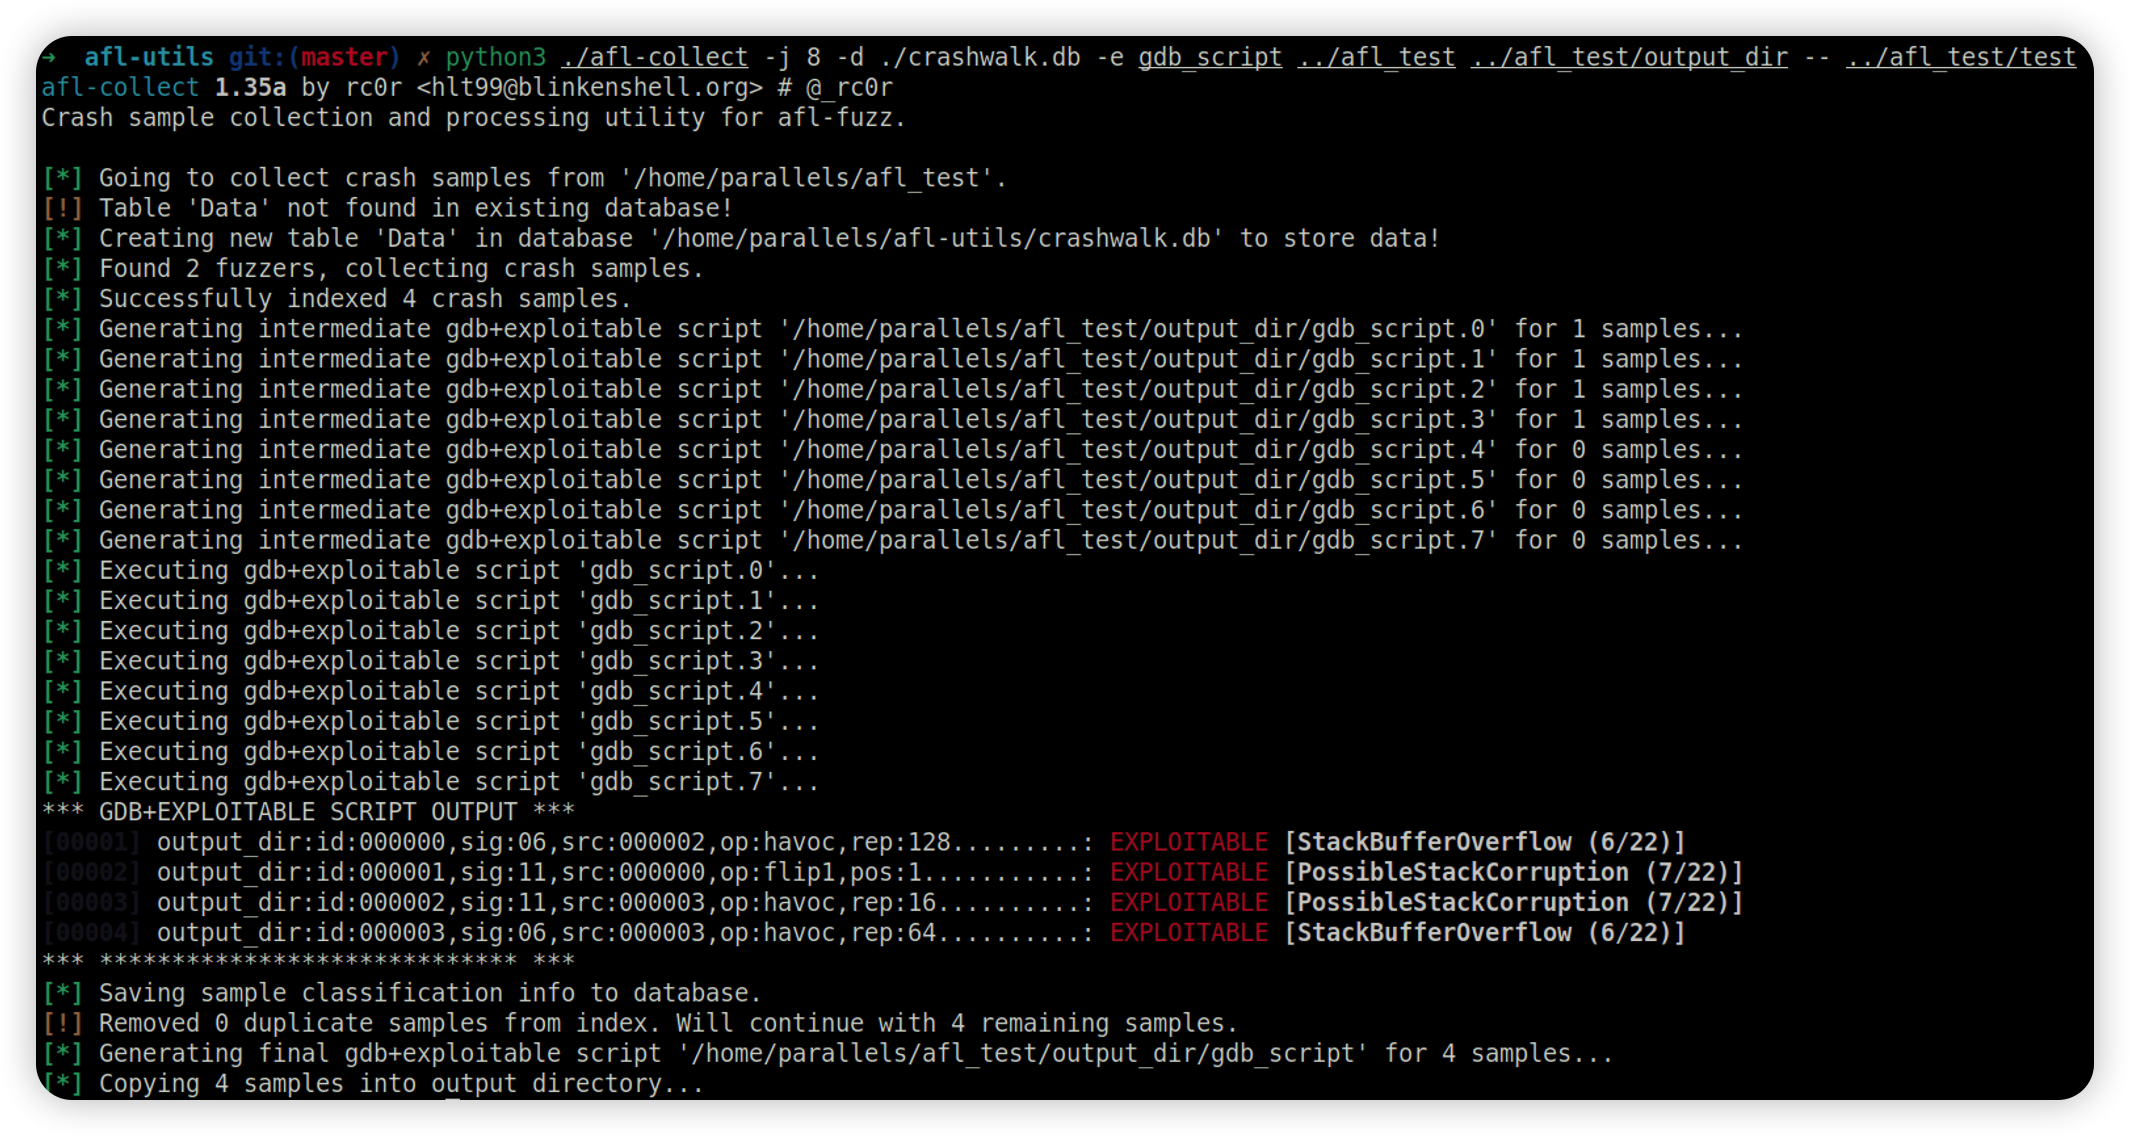 ➜ afl-utils git:(master) ✗ python3 ./afl-collect -j 8 -d ./crashwalk.db -e gdb_script ../afl_test ../afl_test/output_dir -- ../afl_test/test
afl-collect 1.35a by rc0r <hlt99@blinkenshell.org> # @_rc0r
Crash sample collection and processing utility for afl-fuzz.
[*] Going to collect crash samples from '/home/parallels/afl_test'.
[!] Table 'Data' not found in existing database!
[*] Creating new table 'Data' in database '/home/parallels/afl-utils/crashwalk.db' to store data!
[*] Found 2 fuzzers, collecting crash samples.
[*] Successfully indexed 4 crash samples.
[*] Generating intermediate gdb+exploitable script '/home/parallels/afl_test/output_dir/gdb_script.0' for 1 samples...
[*] Generating intermediate gdb+exploitable script '/home/parallels/afl_test/output_dir/gdb_script.1' for 1 samples...
[*] Generating intermediate gdb+exploitable script '/home/parallels/afl_test/output_dir/gdb_script.2' for 1 samples...
[*] Generating intermediate gdb+exploitable script '/home/parallels/afl_test/output_dir/gdb_script.3' for 1 samples...
[*] Generating intermediate gdb+exploitable script '/home/parallels/afl_test/output_dir/gdb_script.4' for 0 samples...
[*] Generating intermediate gdb+exploitable script '/home/parallels/afl_test/output_dir/gdb_script.5' for 0 samples...
[*] Generating intermediate gdb+exploitable script '/home/parallels/afl_test/output_dir/gdb_script.6' for 0 samples...
[*] Generating intermediate gdb+exploitable script '/home/parallels/afl_test/output_dir/gdb_script.7' for 0 samples...
[*] Executing gdb+exploitable script 'gdb_script.0'...
[*] Executing gdb+exploitable script 'gdb_script.1'...
[*] Executing gdb+exploitable script 'gdb_script.2'...
[*] Executing gdb+exploitable script 'gdb_script.3'...
[*] Executing gdb+exploitable script 'gdb_script.4'...
[*] Executing gdb+exploitable script 'gdb_script.5'...
[*] Executing gdb+exploitable script 'gdb_script.6'...
[*] Executing gdb+exploitable script 'gdb_script.7'...
*** GDB+EXPLOITABLE SCRIPT OUTPUT ***
[00001] output_dir:id:000000,sig:06,src:000002,op:havoc,rep:128.........: EXPLOITABLE [StackBufferOverflow (6/22)]
[00002] output_dir:id:000001,sig:11,src:000000,op:flip1,pos:1...........: EXPLOITABLE [PossibleStackCorruption (7/22)]
[00003] output_dir:id:000002,sig:11,src:000003,op:havoc,rep:16..........: EXPLOITABLE [PossibleStackCorruption (7/22)]
[00004] output_dir:id:000003,sig:06,src:000003,op:havoc,rep:64..........: EXPLOITABLE [StackBufferOverflow (6/22)]
*** ***************************** ***
[*] Saving sample classification info to database.
[!] Removed 0 duplicate samples from index. Will continue with 4 remaining samples.
[*] Generating final gdb+exploitable script '/home/parallels/afl_test/output_dir/gdb_script' for 4 samples...
[*] Copying 4 samples into output directory...